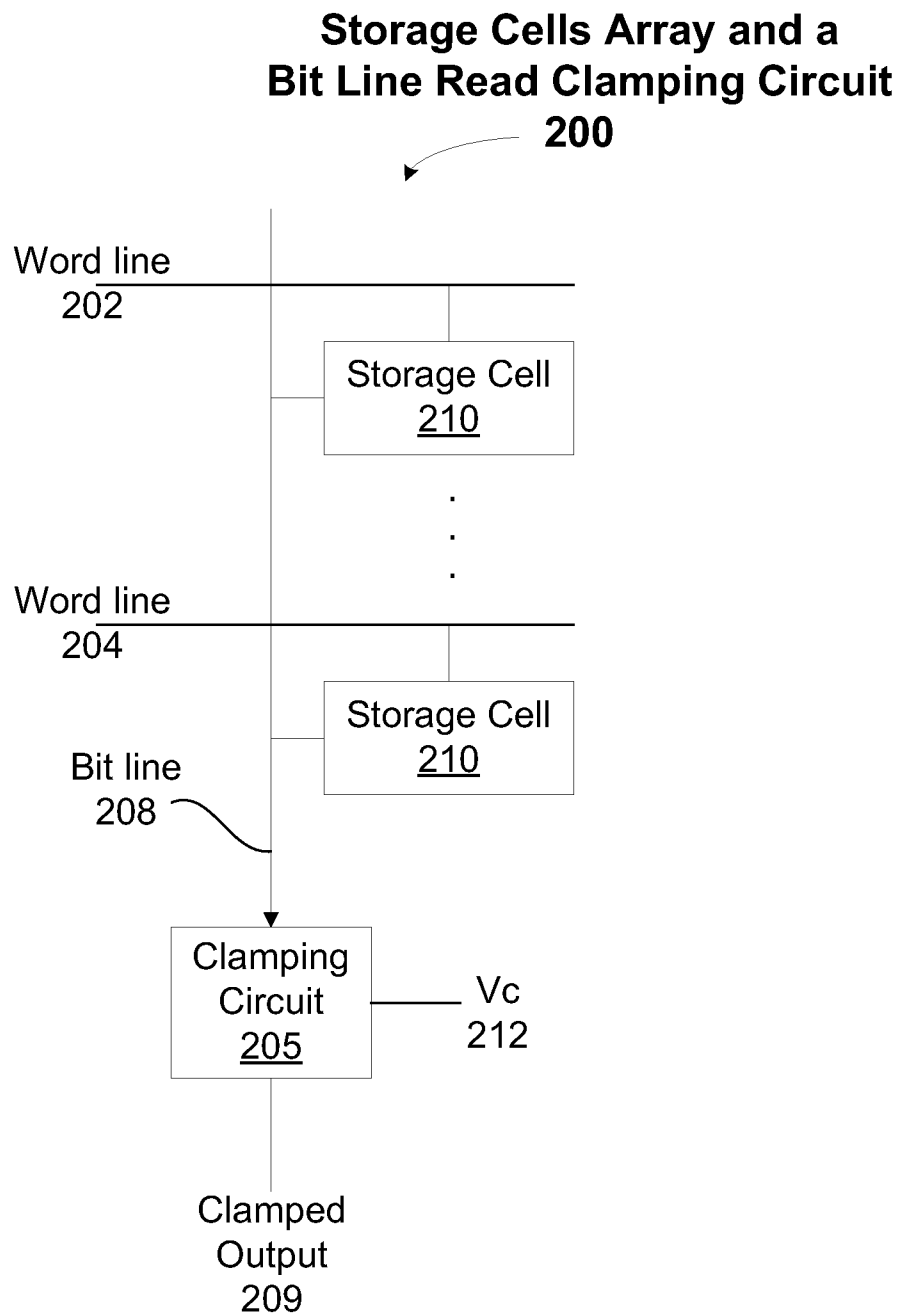 Storage Cells Array and a
Bit Line Read Clamping Circuit
200
Word line
202
Storage Cell
210
.
.
.
Word line
204
Storage Cell
210
Bit line
208
Clamping
Circuit
205
Vc
212
Clamped
Output
209